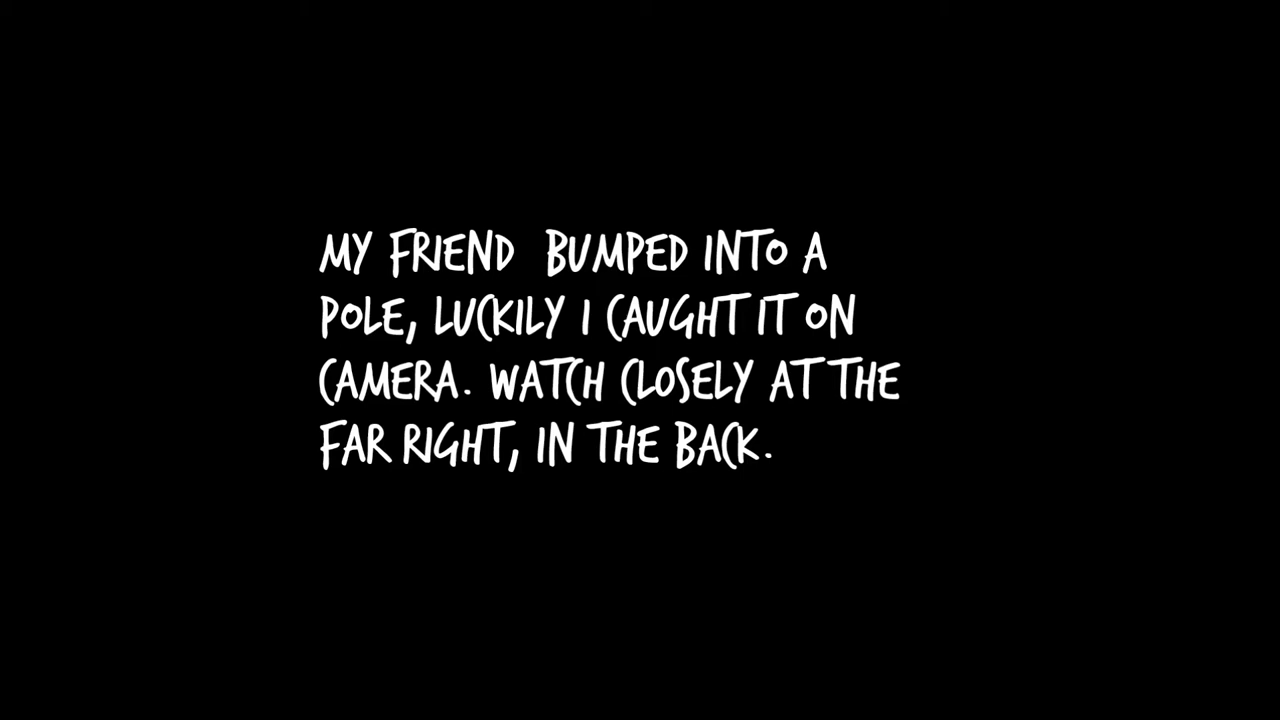 MY FRIEND BUMPED INTO A
POLE, LUCKILY I CAUGHT IT ON
CAMERA. WATCH CLOSELY AT THE
FAR RIGHT, IN THE BACK.